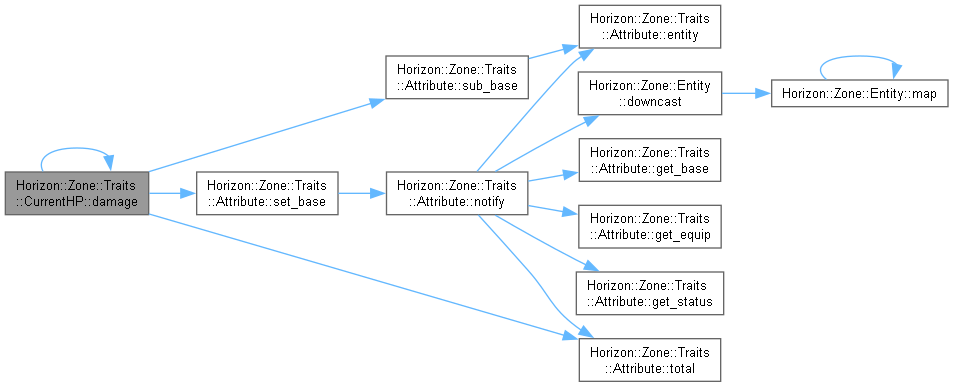 Horizon::Zone::Traits
::CurrentHP::damage
Horizon::Zone::Traits
::Attribute::sub_base
Horizon::Zone::Traits
::Attribute::set_base
Horizon::Zone::Traits
::Attribute::notify
Horizon::Zone::Traits
::Attribute::entity
Horizon::Zone::Entity
::downcast
Horizon::Zone::Entity::map
Horizon::Zone::Traits
::Attribute::get_base
Horizon::Zone::Traits
::Attribute::get_equip
Horizon::Zone::Traits
::Attribute::get_status
Horizon::Zone::Traits
::Attribute::total